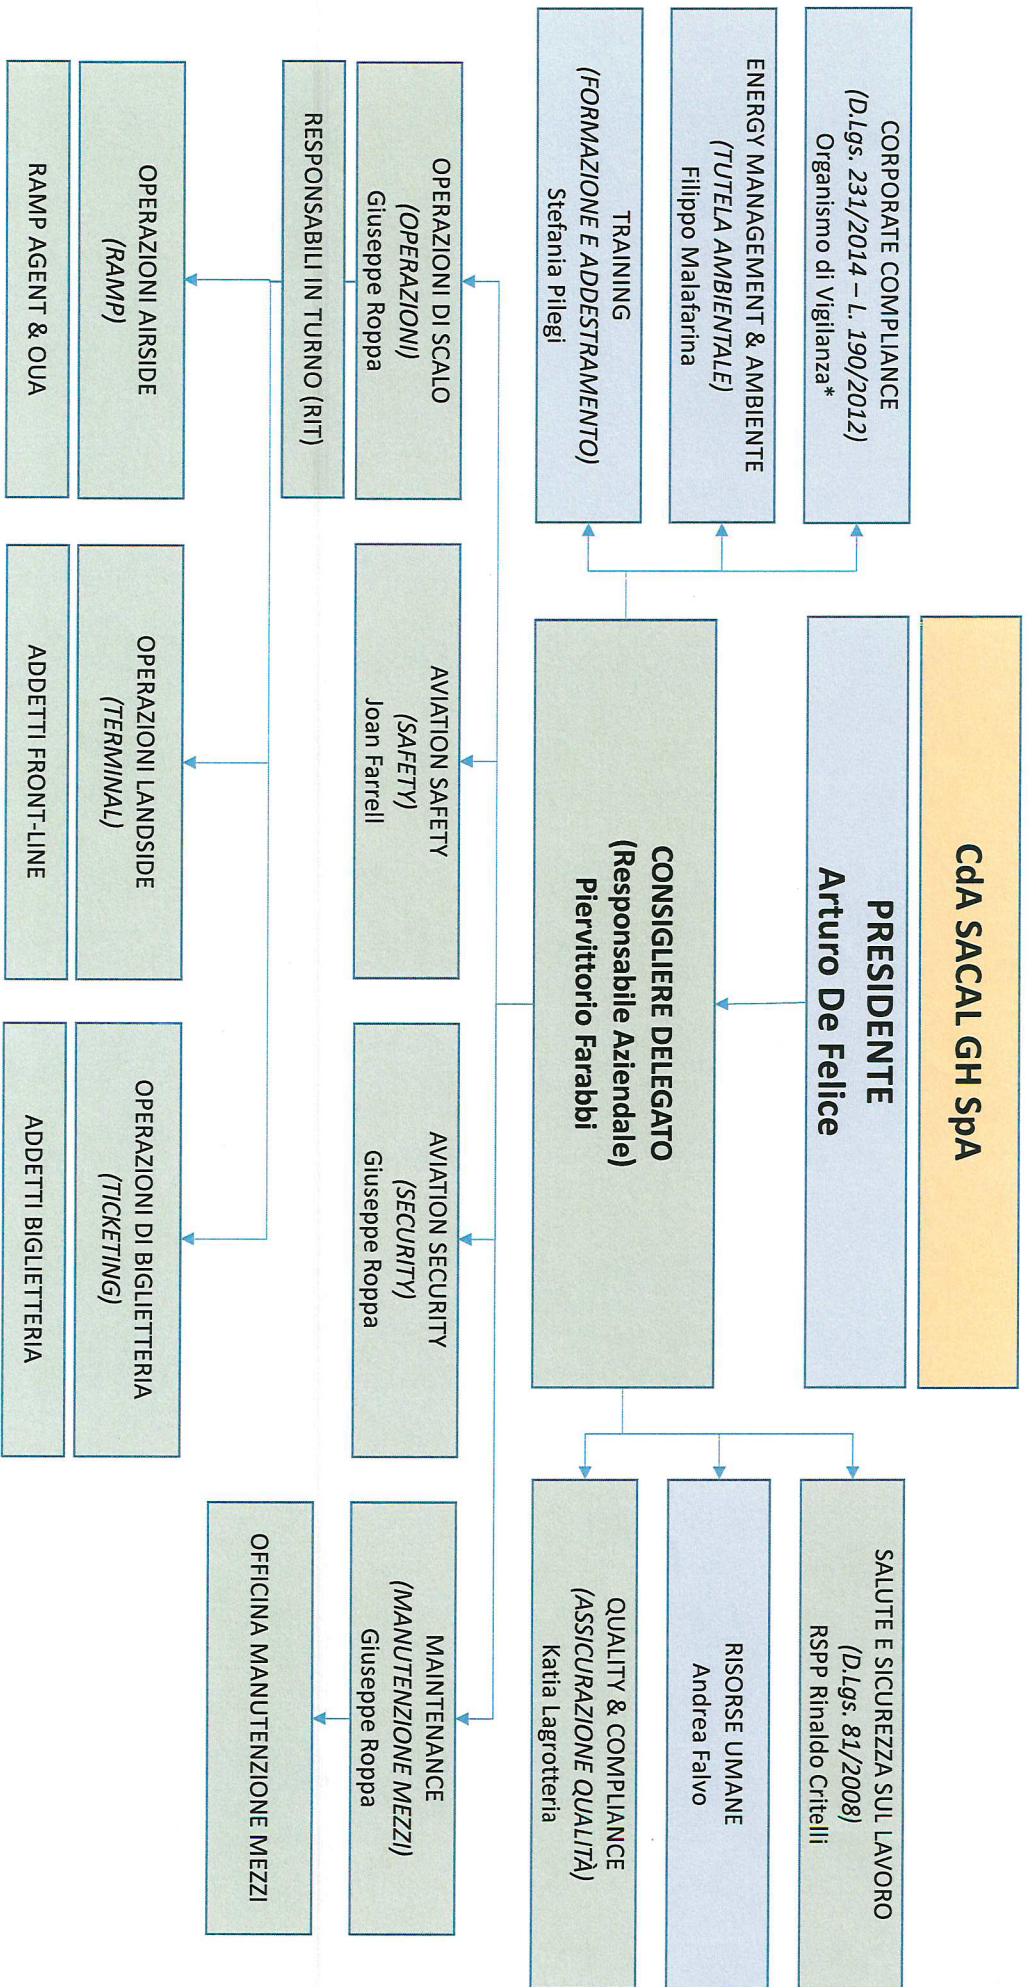 CdA SACAL GH SpA
PRESIDENTE
Arturo De Felice
CONSIGLIERE DELEGATO
(Responsabile Aziendale)
Piervittorio Farabbi
CORPORATE COMPLIANCE
(D.Lgs. 231/2014 – L. 190/2012)
Organismo di Vigilanza*
ENERGY MANAGEMENT & AMBIENTE
(TUTELA AMBIENTALE)
Filippo Malafarina
TRAINING
(FORMAZIONE E ADDESTRAMENTO)
Stefania Pilegi
SALUTE E SICUREZZA SUL LAVORO
(D.Lgs. 81/2008)
RSPP Rinaldo Critelli
RISORSE UMANE
Andrea Falvo
QUALITY & COMPLIANCE
(ASSICURAZIONE QUALITÀ)
Katia Lagrotteria
OPERAZIONI DI SCALO
(OPERAZIONI)
Giuseppe Roppa
RESPONSABILI IN TURNO (RIT)
AVIATION SAFETY
(SAFETY)
Joan Farrell
AVIATION SECURITY
(SECURITY)
Giuseppe Roppa
MAINTENANCE
(MANUTENZIONE MEZZI)
Giuseppe Roppa
OFFICINA MANUTENZIONE MEZZI
OPERAZIONI AIRSIDE
(RAMP)
RAMP AGENT & OUA
OPERAZIONI LANDSIDE
(TERMINAL)
ADDETTI FRONT-LINE
OPERAZIONI DI BIGLIETTERIA
(TICKETING)
ADDETTI BIGLIETTERIA